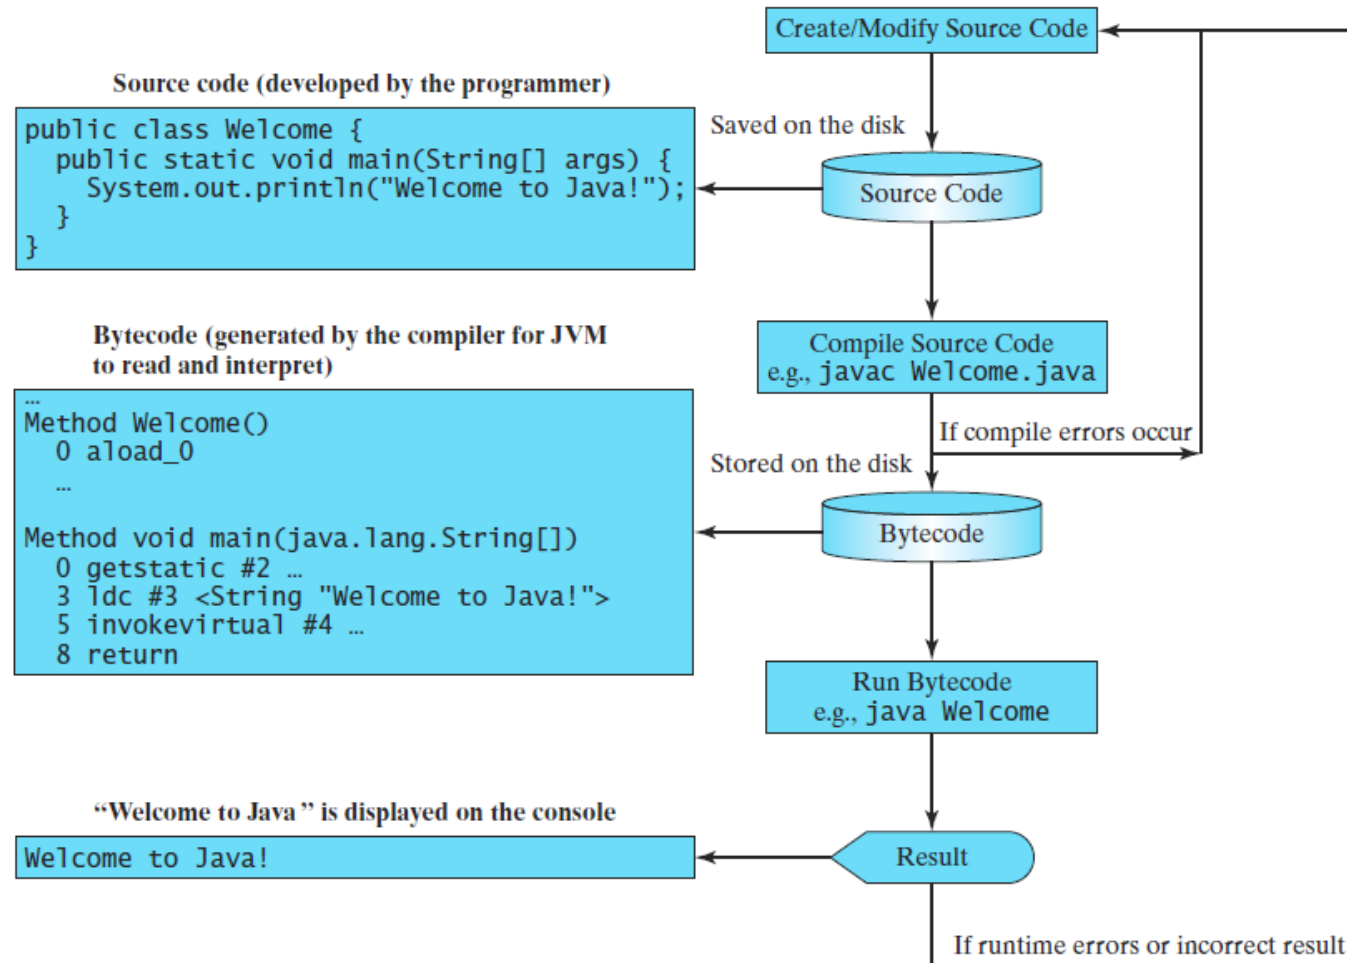 Create/Modify Source Code
Source code (developed by the programmer)
public class Welcome {
  public static void main(String[] args) {
    System.out.println("Welcome to Java!");
  }
}
Saved on the disk
Source Code
Compile Source Code
e.g., javac Welcome.java
If compile errors occur
Bytecode (generated by the compiler for JVM
to read and interpret)
…
Method Welcome()
  0 aload_0
  …
Method void main(java.lang.String[])
  0 getstatic #2 …
  3 ldc #3 <String "Welcome to Java!">
  5 invokevirtual #4 …
  8 return
Stored on the disk
Bytecode
Run Bytecode
e.g., java Welcome
“Welcome to Java” is displayed on the console
Welcome to Java!
Result
If runtime errors or incorrect result